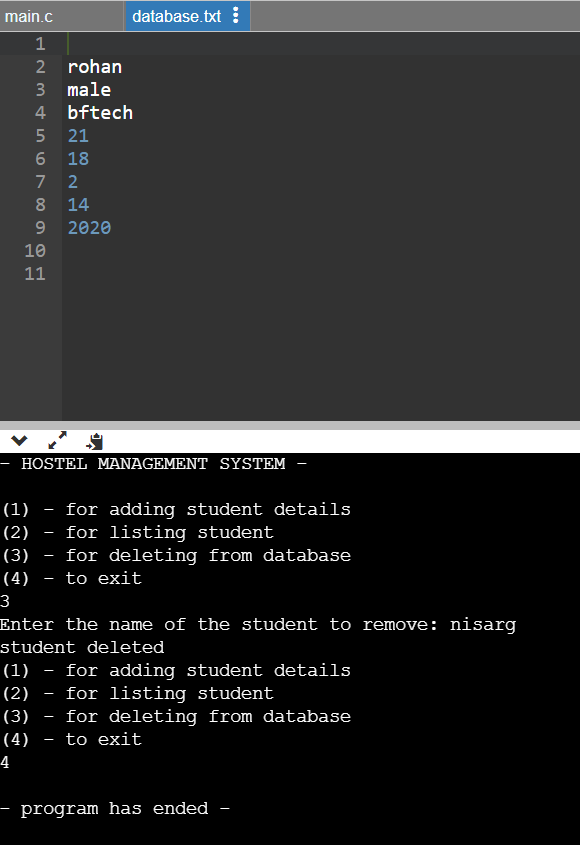 main.c database.txt
1
2 rohan
3 male
4 bftech
5 21
6 18
7 2
8 14
9 2020
10
11
- HOSTEL MANAGEMENT SYSTEM -
(1) - for adding student details
(2) - for listing student
(3) - for deleting from database
(4) - to exit
3
Enter the name of the student to remove: nisarg
student deleted
(1) - for adding student details
(2) - for listing student
(3) - for deleting from database
(4) - to exit
4
- program has ended -